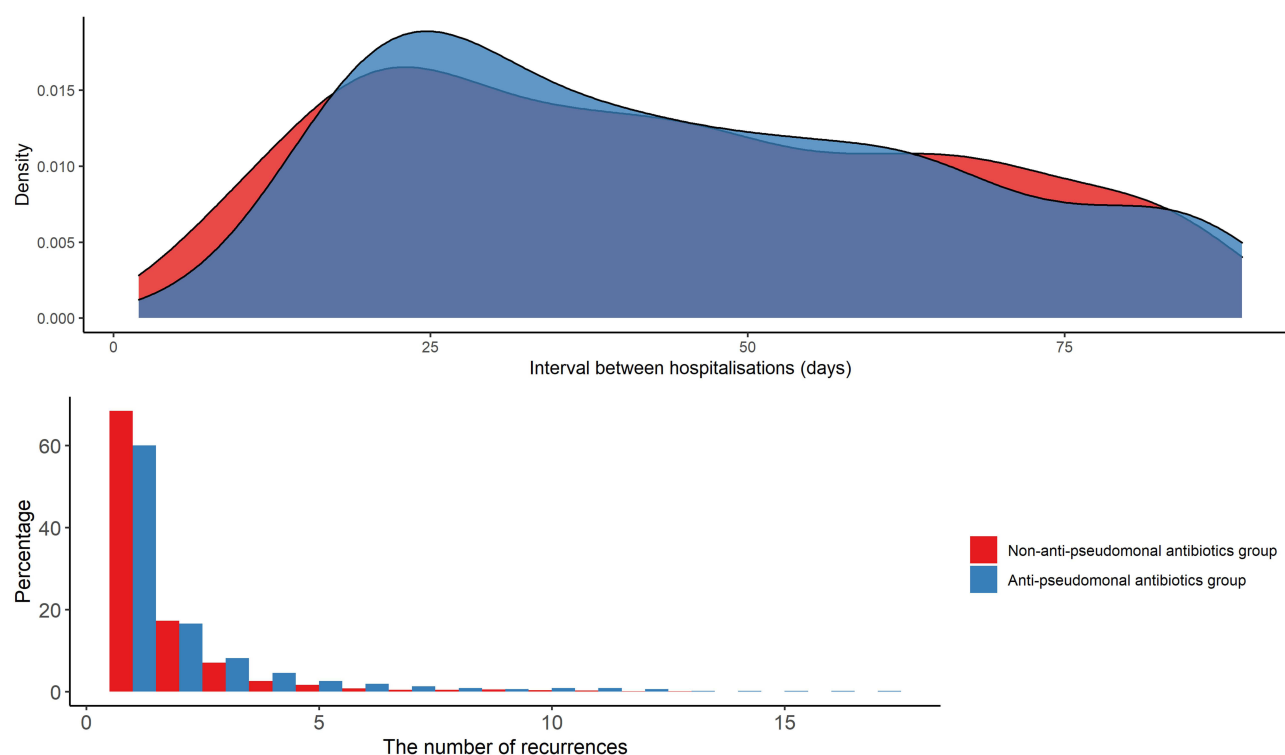 Density
0.015
0.010
0.005
0.000
0
25
50
75
Interval between hospitalisations (days)
Percentage
60
40
20
0
0
5
10
15
The number of recurrences
Non-anti-pseudomonal antibiotics group
Anti-pseudomonal antibiotics group